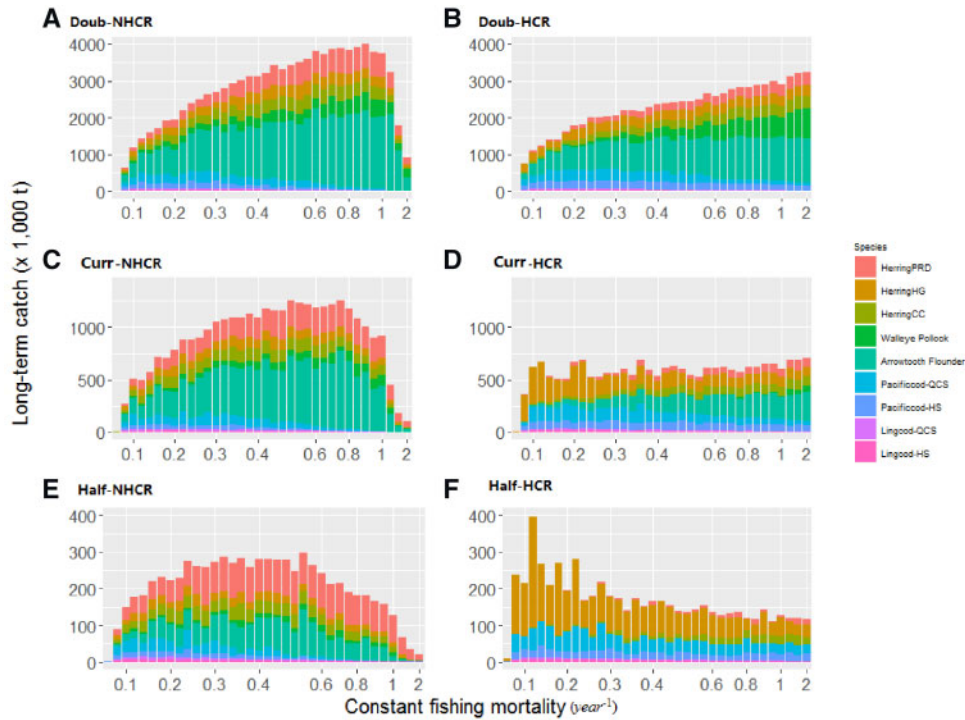 A
Doub-NHCR
B
Doub-HCR
4000
3000
2000
1000
0
0.1 0.2 0.3 0.4 0.6 0.8 1 2
4000
3000
2000
1000
0
0.1 0.2 0.3 0.4 0.6 0.8 1 2
C
Curr-NHCR
D
Curr-HCR
1000
500
0
0.1 0.2 0.3 0.4 0.6 0.8 1 2
1000
500
0
0.1 0.2 0.3 0.4 0.6 0.8 1 2
E
Half-NHCR
F
Half-HCR
400
300
200
100
0
0.1 0.2 0.3 0.4 0.6 0.8 1 2
400
300
200
100
0
0.1 0.2 0.3 0.4 0.6 0.8 1 2
Long-term catch (x 1,000 t)
Constant fishing mortality (year⁻¹)
Species
HerringPRD
HerringHG
HerringCC
Walleye Pollock
Arrowtooth Flounder
Pacificcod-QCS
Pacificcod-HS
Lingcod-QCS
Lingcod-HS